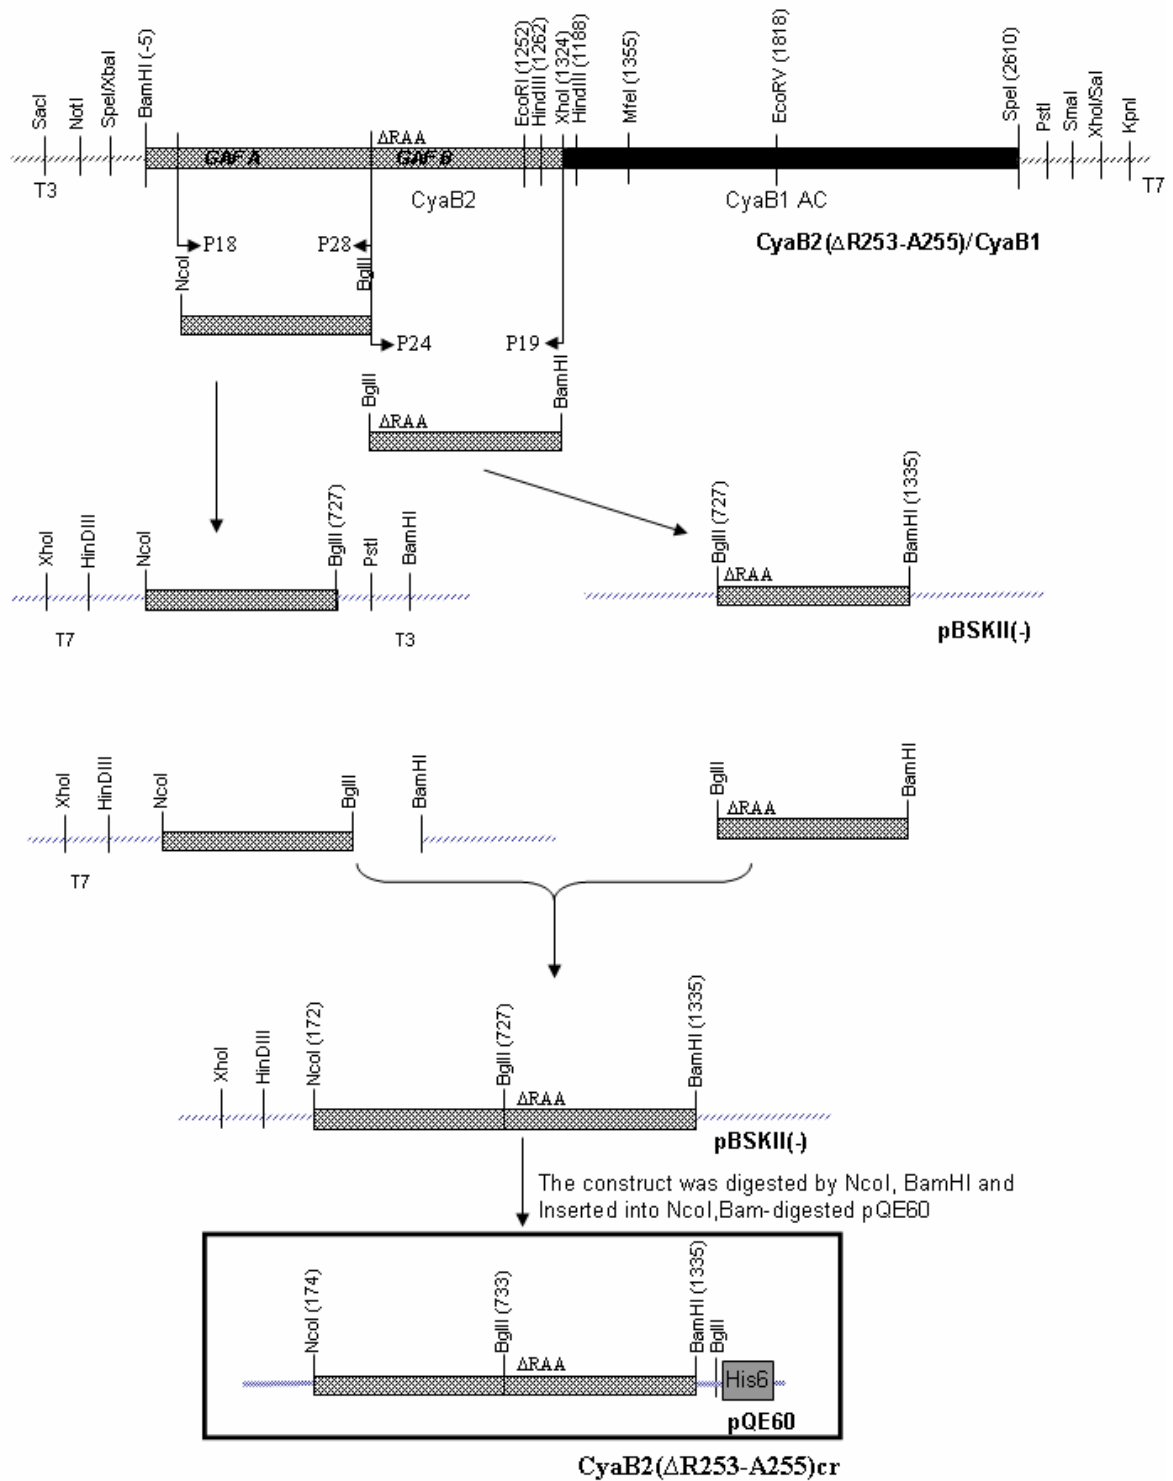 SacI
NotI
SpeI/XbaI
BamHI (-5)
EcoRI (1252)
HindIII (1262)
XhoI (1324)
HindIII (1188)
MfeI (1355)
EcoRV (1818)
SpeI (2610)
PstI
SmaI
XhoI/SaI
KpnI
ΔRAA
GAF A
GAF B
T3
CyaB2
CyaB1 AC
T7
CyaB2(ΔR253-A255)/CyaB1
P18
P28
NcoI
BglII
P24
P19
BglII
BamHI
ΔRAA
XhoI
HinDIII
NcoI
BglII (727)
PstI
BamHI
T7
T3
BglII (727)
BamHI (1335)
ΔRAA
pBSKII(-)
XhoI
HinDIII
NcoI
BglII
BamHI
T7
BglII
BamHI
ΔRAA
XhoI
HinDIII
NcoI (172)
BglII (727)
BamHI (1335)
ΔRAA
pBSKII(-)
The construct was digested by NcoI, BamHI and
Inserted into NcoI,Bam-digested pQE60
NcoI (174)
BglII (733)
BamHI (1335)
BglII
ΔRAA
His6
pQE60
CyaB2(ΔR253-A255)cr